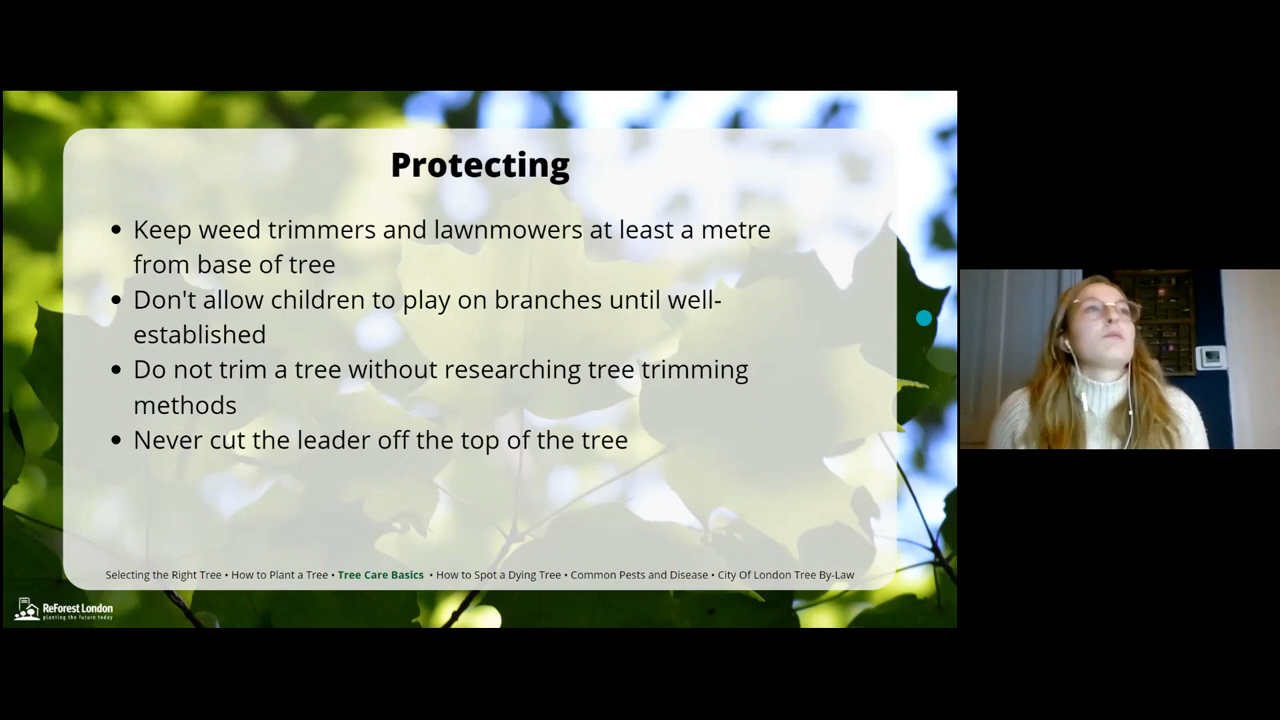 Protecting
• Keep weed trimmers and lawnmowers at least a metre
from base of tree
• Don't allow children to play on branches until well-
established
• Do not trim a tree without researching tree trimming
methods
• Never cut the leader off the top of the tree
Selecting the Right Tree • How to Plant a Tree • Tree Care Basics • How to Spot a Dying Tree • Common Pests and Disease • City Of London Tree By-Law
ReForest London
planting the future today